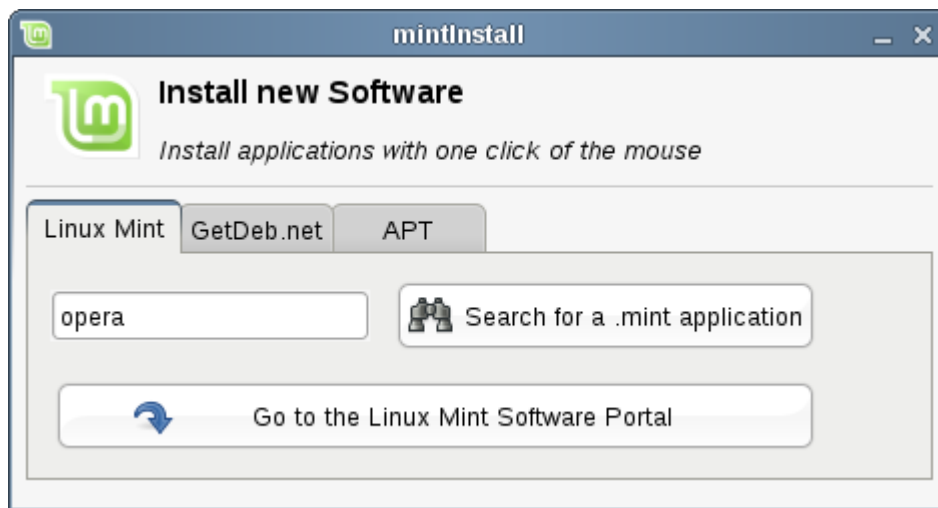 mintInstall
Install new Software
Install applications with one click of the mouse
Linux Mint GetDeb.net APT
opera Search for a .mint application
Go to the Linux Mint Software Portal